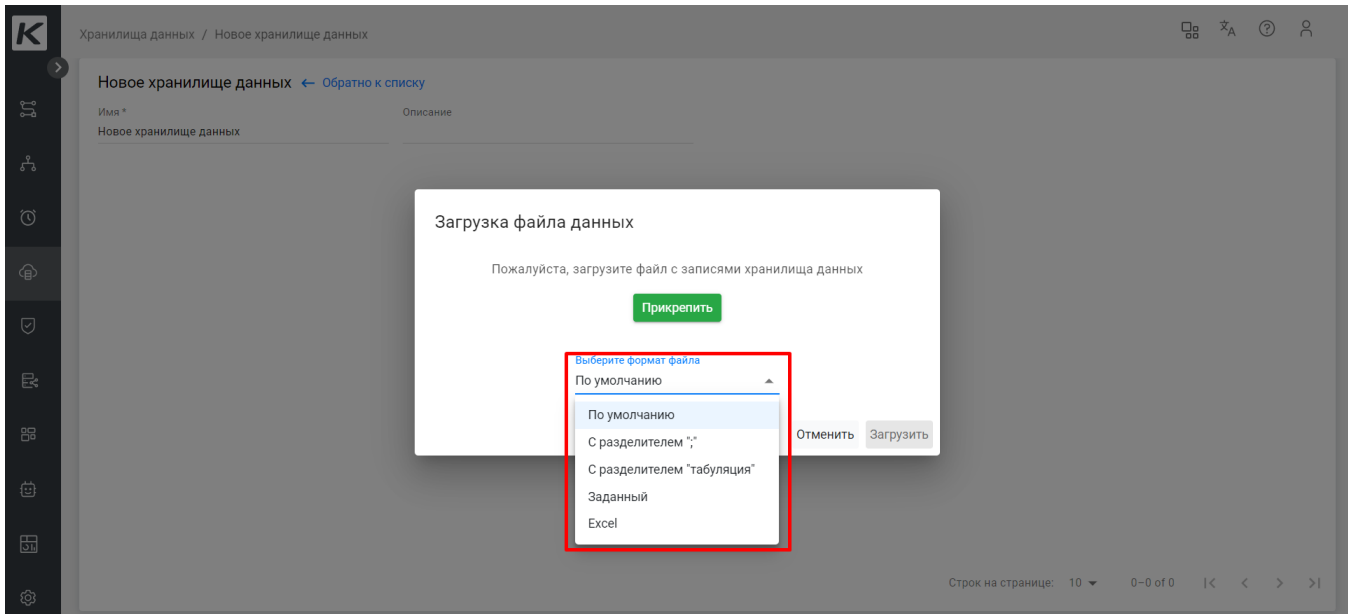 K
Хранилища данных / Новое хранилище данных
Новое хранилище данных ← Обратно к списку
Имя *
Описание
Новое хранилище данных
Загрузка файла данных
Пожалуйста, загрузите файл с записями хранилища данных
Прикрепить
Выберите формат файла
По умолчанию
По умолчанию
С разделителем ";"
С разделителем "табуляция"
Заданный
Excel
Отменить Загрузить
Строк на странице: 10 0–0 of 0